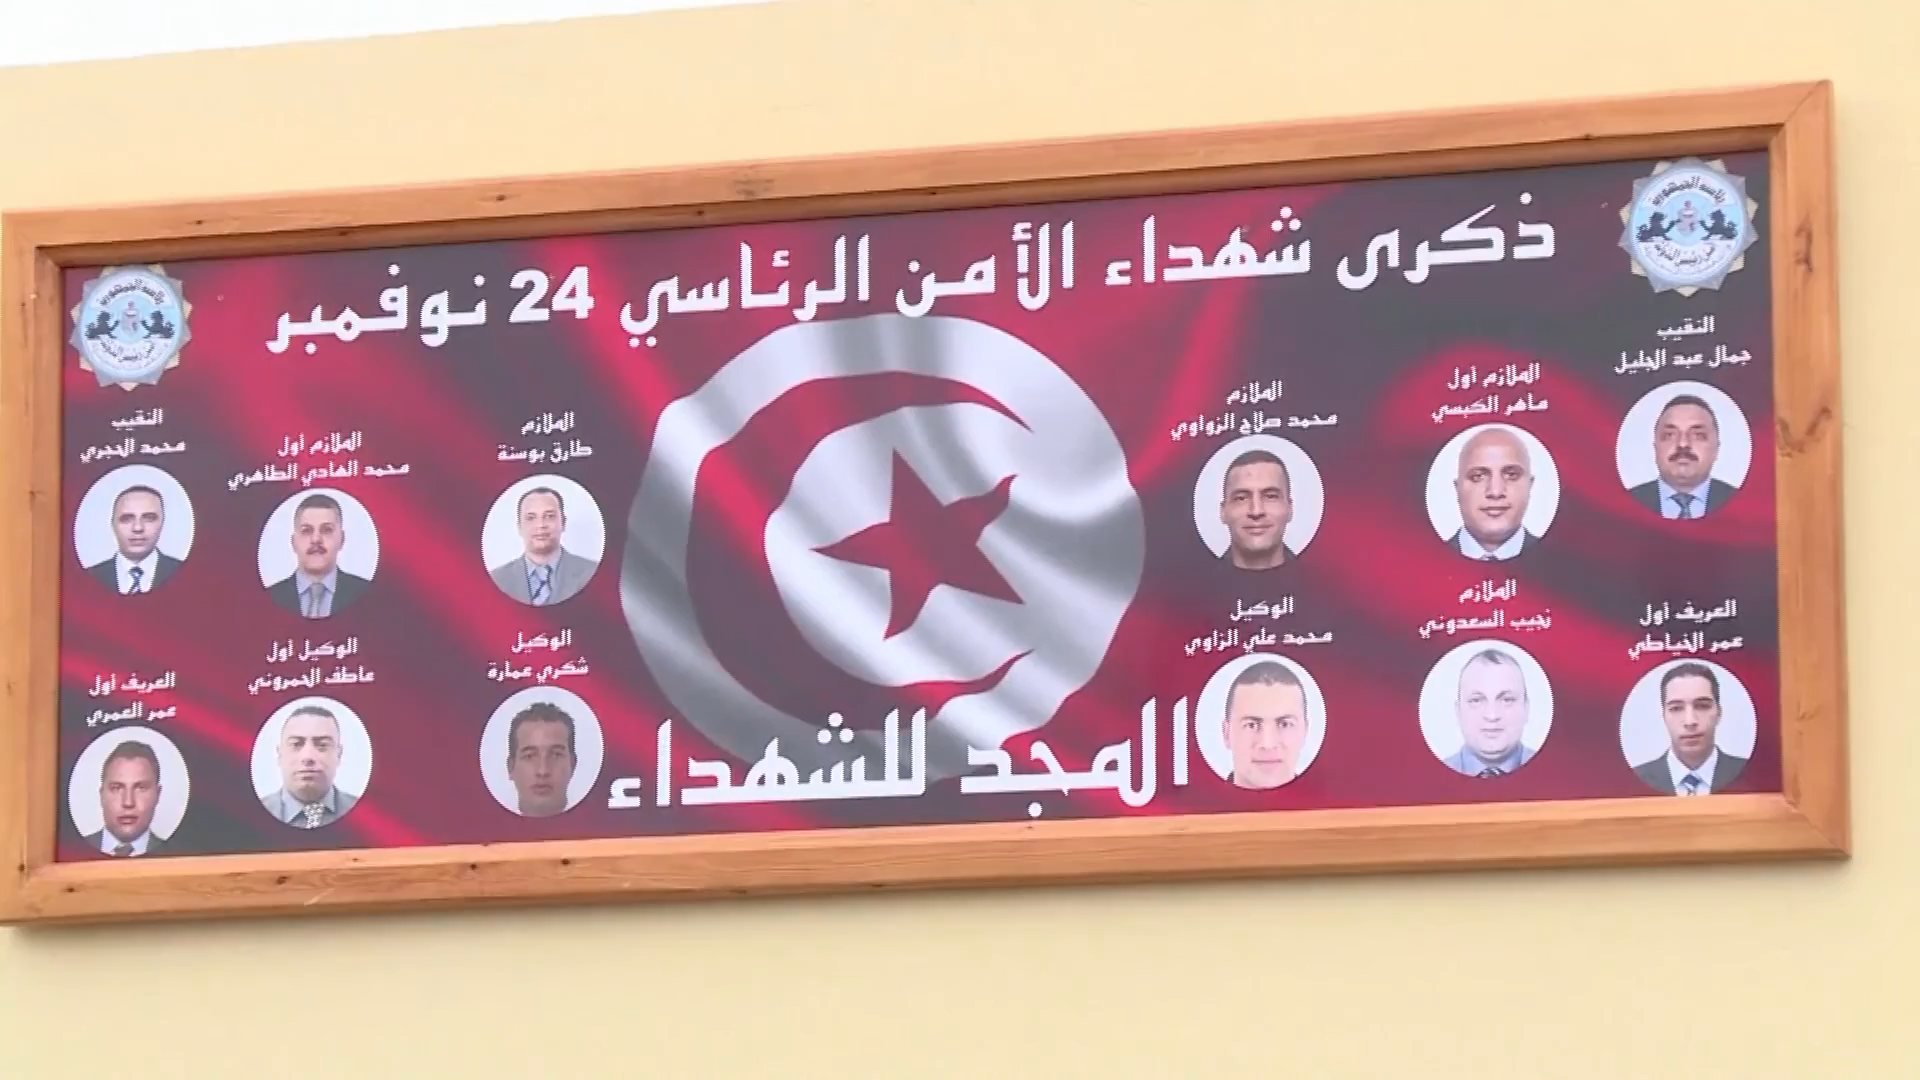 ذكرى شهداء الأمن الرئاسي 24 نوفمبر
النقيب
جمال عبد الجليل
الملازم أول
ماهر الكبسي
الملازم
محمد صلاح الزواوي
الملازم
طارق بوسنة
الملازم أول
محمد الهادي الطاهري
النقيب
محمد الحجري
العريف أول
عمر الخياطي
الملازم
نجيب السعدوني
الوكيل
محمد علي الزاوي
الوكيل
شكري عمارة
الوكيل أول
عاطف الحمروني
العريف أول
عمر العمري
المجد للشهداء